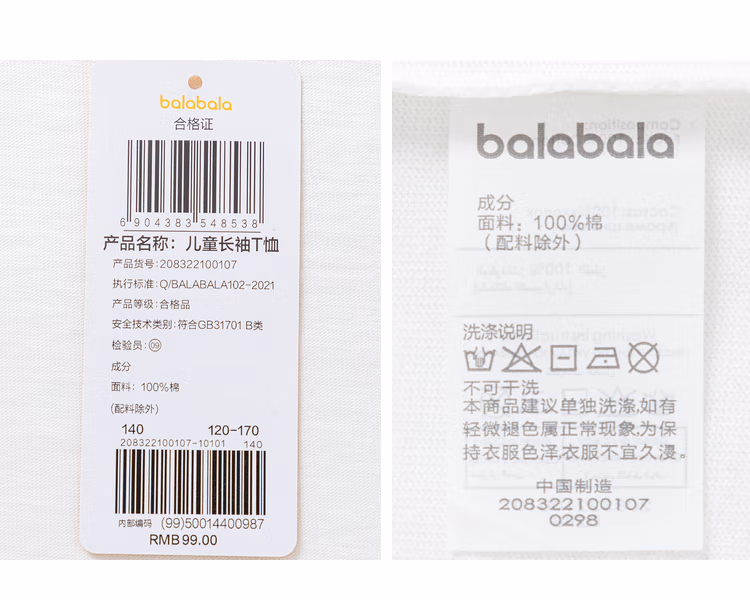 balabala
合格证
6904383548538
产品名称：儿童长袖T恤
产品货号：208322100107
执行标准：Q/BALABALA102-2021
产品等级：合格品
安全技术类别：符合GB31701 B类
检验员：09
成分
面料：100%棉
(配料除外)
140 120-170
208322100107-10101 140
内部编码 (99)50014400987
RMB99.00
balabala
成分
面料：100%棉
（配料除外）
洗涤说明
不可干洗
本商品建议单独洗涤,如有
轻微褪色属正常现象,为保
持衣服色泽,衣服不宜久浸。
中国制造
208322100107
0298